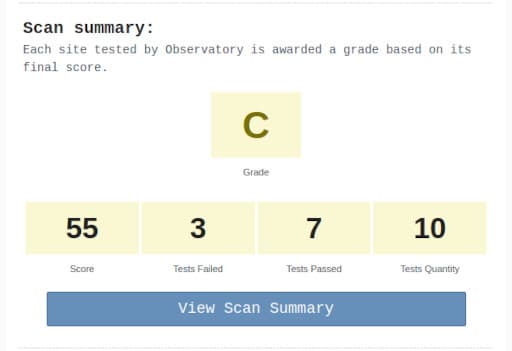 Scan summary:
Each site tested by Observatory is awarded a grade based on its
final score.
C
Grade
55 3 7 10
Score Tests Failed Tests Passed Tests Quantity
View Scan Summary